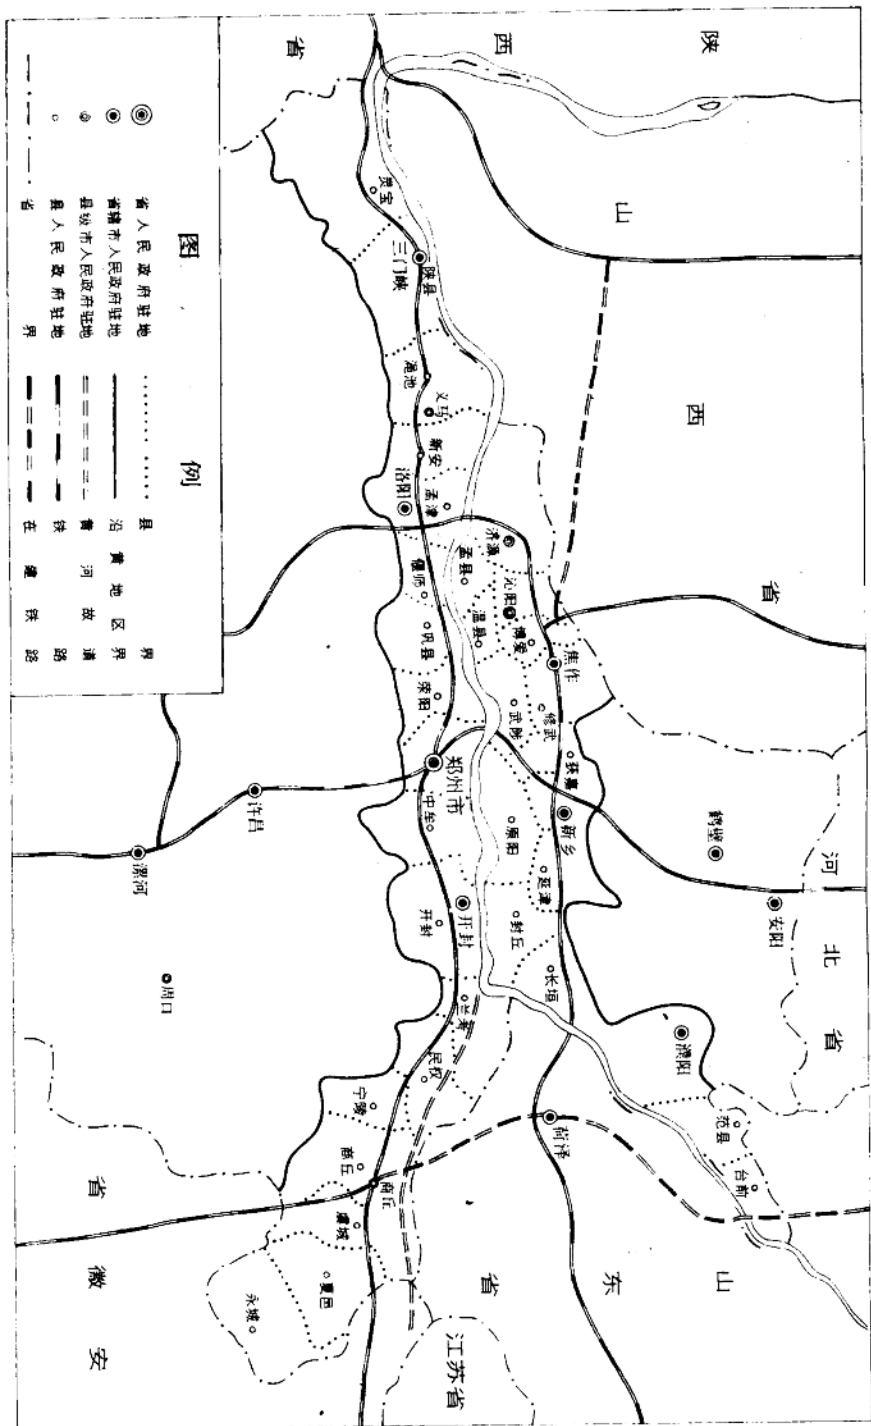 陕
西
省
山
西
省
河
北
省
山
东
省
江苏省
安
徽
省
安阳
鹤壁
濮阳
范县
台前
新乡
获嘉
焦作
修武
博爱
沁阳
济源
孟县
温县
武陟
原阳
延津
封丘
长垣
菏泽
灵宝
三门峡
陕县
渑池
义马
新安
孟津
洛阳
偃师
巩县
荥阳
郑州市
中牟
开封
开封
兰考
民权
宁陵
商丘
商丘
虞城
夏邑
永城
许昌
漯河
周口
图例
省人民政府驻地
省辖市人民政府驻地
县级市人民政府驻地
县人民政府驻地
省界
县界
沿黄地区界
黄河故道
铁路
在建铁路